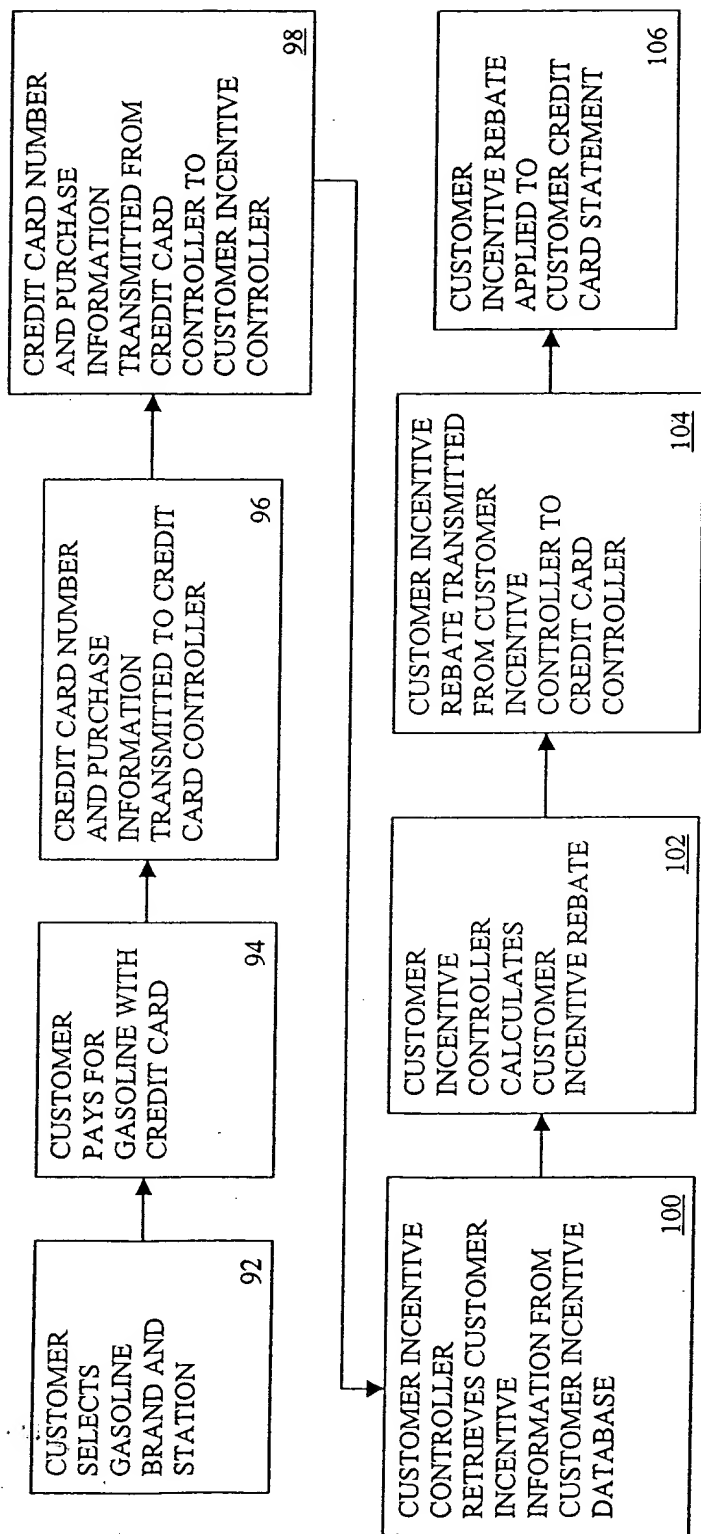 CUSTOMER
SELECTS
GASOLINE
BRAND AND
STATION
92
CUSTOMER
PAYS FOR
GASOLINE WITH
CREDIT CARD
94
CREDIT CARD NUMBER
AND PURCHASE
INFORMATION
TRANSMITTED TO CREDIT
CARD CONTROLLER
96
CREDIT CARD NUMBER
AND PURCHASE
INFORMATION
TRANSMITTED FROM
CREDIT CARD
CONTROLLER TO
CUSTOMER INCENTIVE
CONTROLLER
98
CUSTOMER INCENTIVE
CONTROLLER
RETRIEVES CUSTOMER
INCENTIVE
INFORMATION FROM
CUSTOMER INCENTIVE
DATABASE
100
CUSTOMER
INCENTIVE
CONTROLLER
CALCULATES
CUSTOMER
INCENTIVE REBATE
102
CUSTOMER INCENTIVE
REBATE TRANSMITTED
FROM CUSTOMER
INCENTIVE
CONTROLLER TO
CREDIT CARD
CONTROLLER
104
CUSTOMER
INCENTIVE REBATE
APPLIED TO
CUSTOMER CREDIT
CARD STATEMENT
106